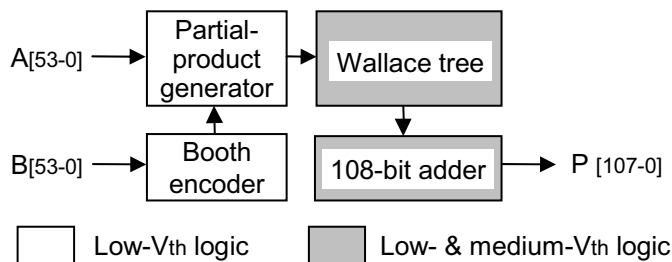 A[53-0]
Partial-
product
generator
Wallace tree
B[53-0]
Booth
encoder
108-bit adder
P [107-0]
Low-Vth logic
Low- & medium-Vth logic